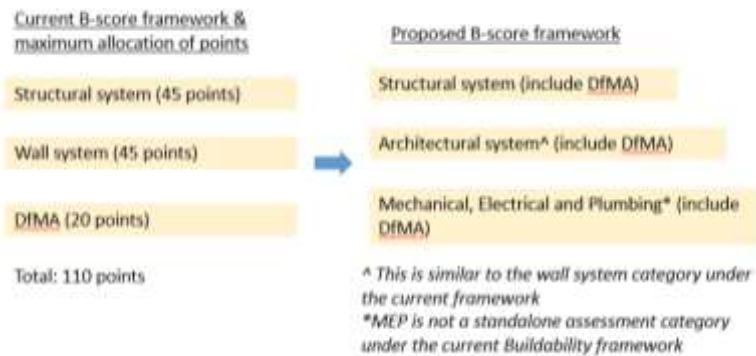 Current B-score framework &
maximum allocation of points
Structural system (45 points)
Wall system (45 points)
DfMA (20 points)
Total: 110 points
Proposed B-score framework
Structural system (include DfMA)
Architectural system^ (include DfMA)
Mechanical, Electrical and Plumbing* (include
DfMA)
^ This is similar to the wall system category under
the current framework
*MEP is not a standalone assessment category
under the current Buildability framework